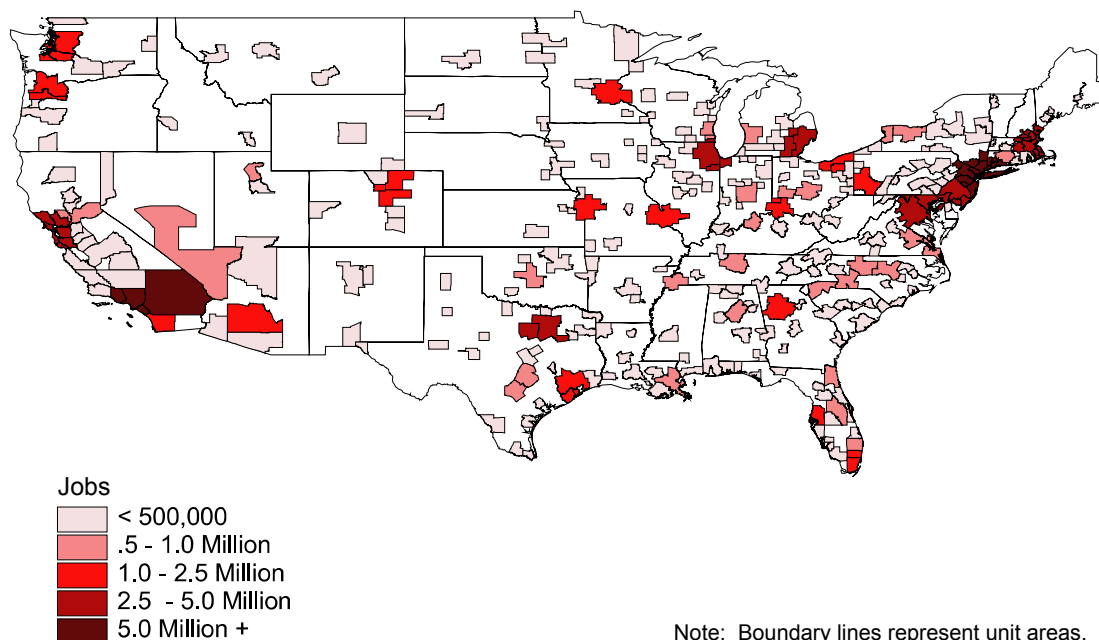 Jobs
< 500,000
.5 - 1.0 Million
1.0 - 2.5 Million
2.5 - 5.0 Million
5.0 Million +
Note: Boundary lines represent unit areas.